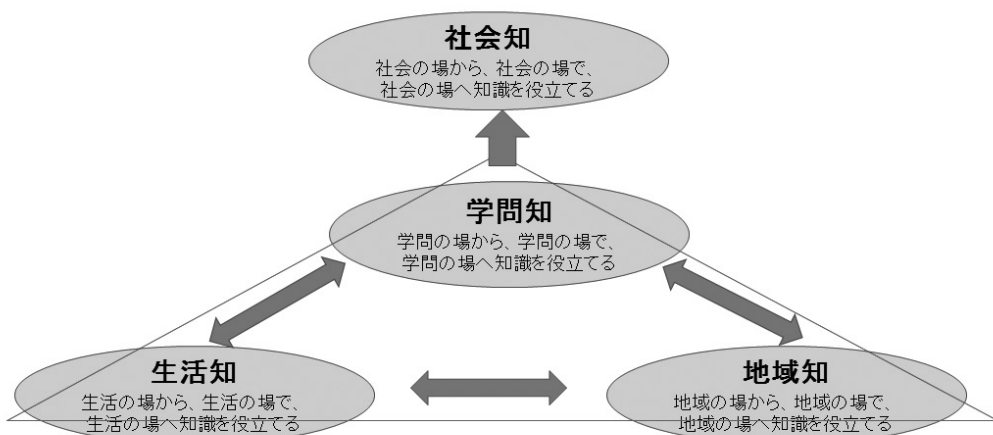 社会知
社会の場から、社会の場で、
社会の場へ知識を役立てる
学問知
学問の場から、学問の場で、
学問の場へ知識を役立てる
生活知
生活の場から、生活の場で、
生活の場へ知識を役立てる
地域知
地域の場から、地域の場で、
地域の場へ知識を役立てる